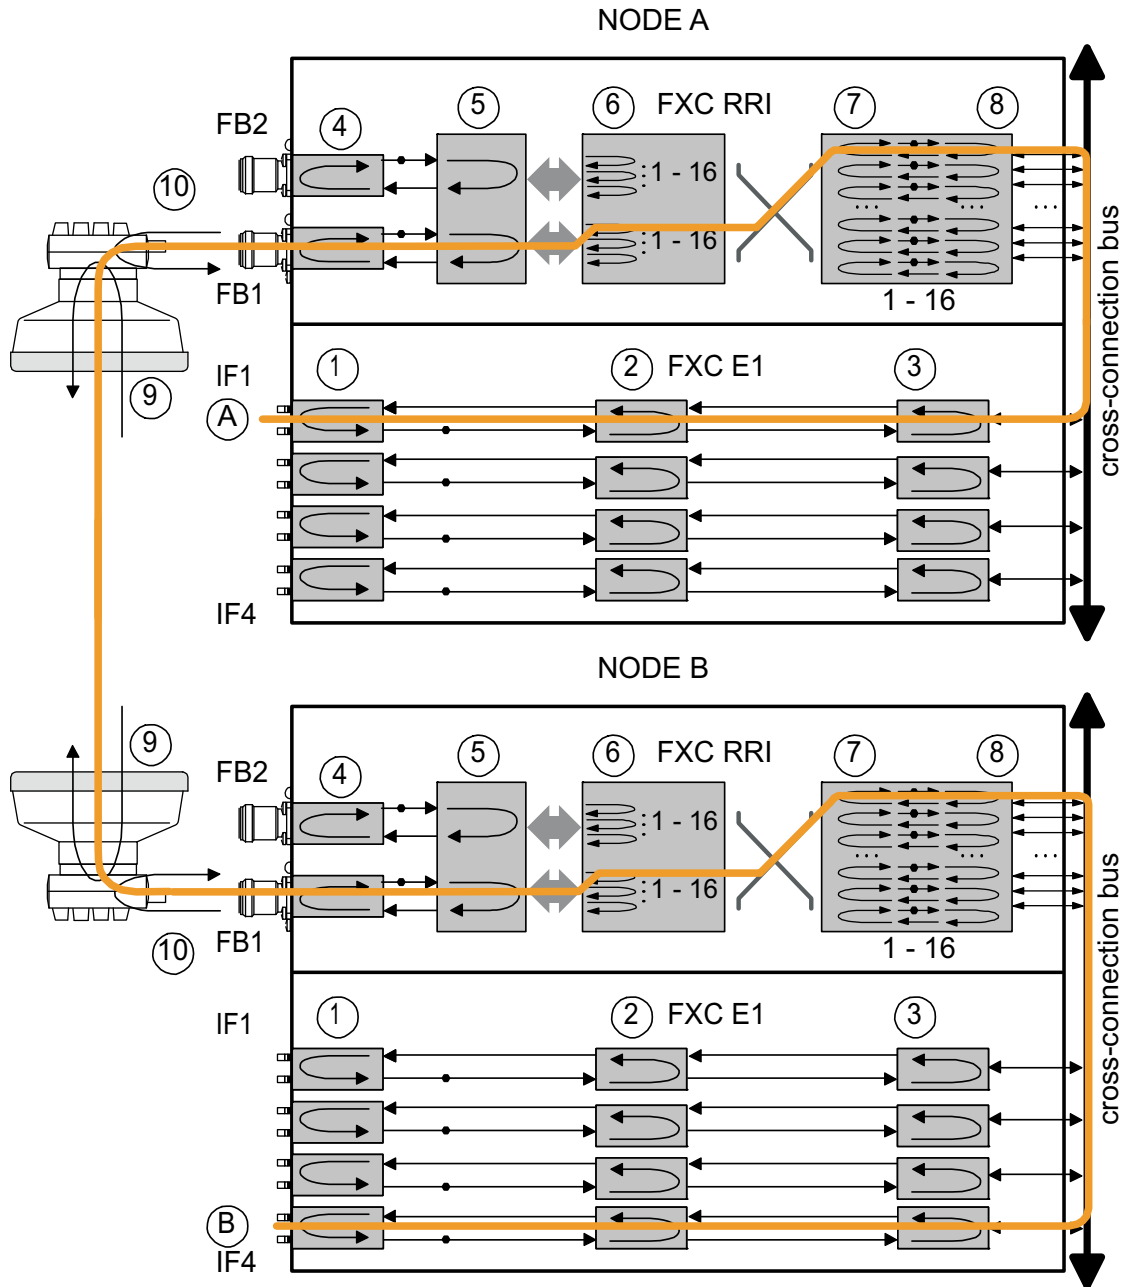 NODE A
FB2
4
5
6
FXC RRI
7
8
1 - 16
10
1 - 16
FB1
1 - 16
9
IF1
1
2
FXC E1
3
A
IF4
cross-connection bus
NODE B
9
FB2
4
5
6
FXC RRI
7
8
1 - 16
1 - 16
FB1
10
1 - 16
IF1
1
2
FXC E1
3
B
IF4
cross-connection bus